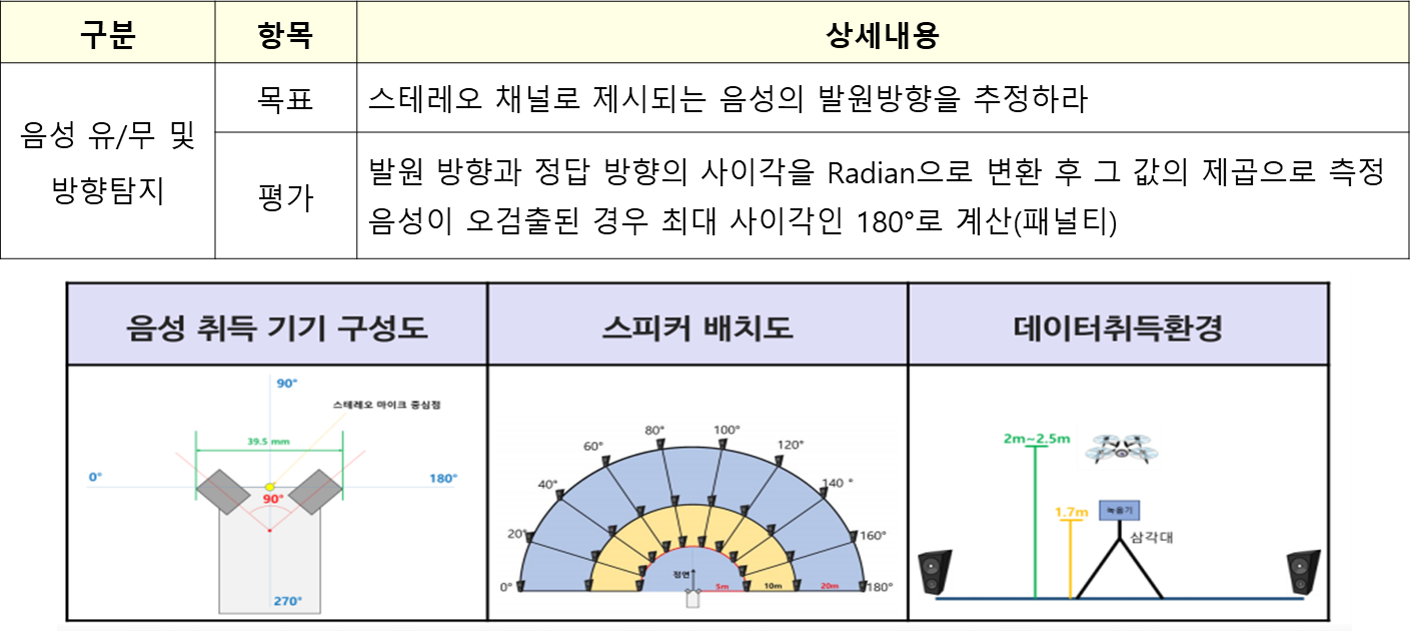 구분 항목 상세내용
음성 유/무 및
방향탐지
목표 스테레오 채널로 제시되는 음성의 발원방향을 추정하라
평가
발원 방향과 정답 방향의 사이각을 Radian으로 변환 후 그 값의 제곱으로 측정
음성이 오검출된 경우 최대 사이각인 180°로 계산(패널티)
음성 취득 기기 구성도 스피커 배치도 데이터취득환경
90°
스테레오 마이크 중심점
39.5 mm
0°
180°
90°
270°
80° 100°
60° 120°
40° 140 °
20° 160°
정면
0° 5m 10m 20m 180°
2m~2.5m
1.7m
녹음기
삼각대